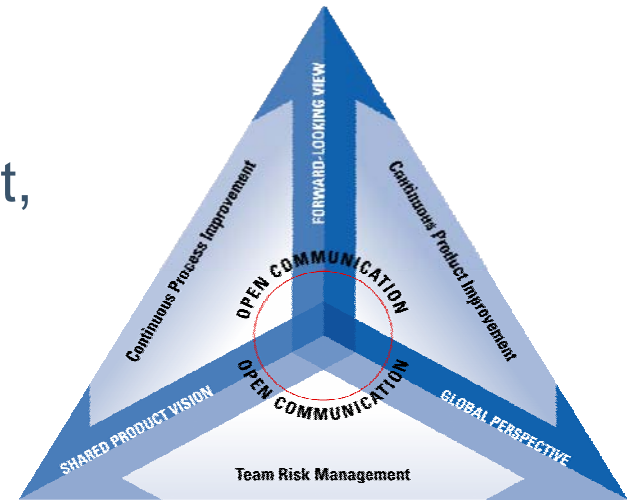 t,
FORWARD-LOOKING VIEW
Continuous Process Improvement
Continuous Product Improvement
OPEN COMMUNICATION
OPEN COMMUNICATION
SHARED PRODUCT VISION
GLOBAL PERSPECTIVE
Team Risk Management